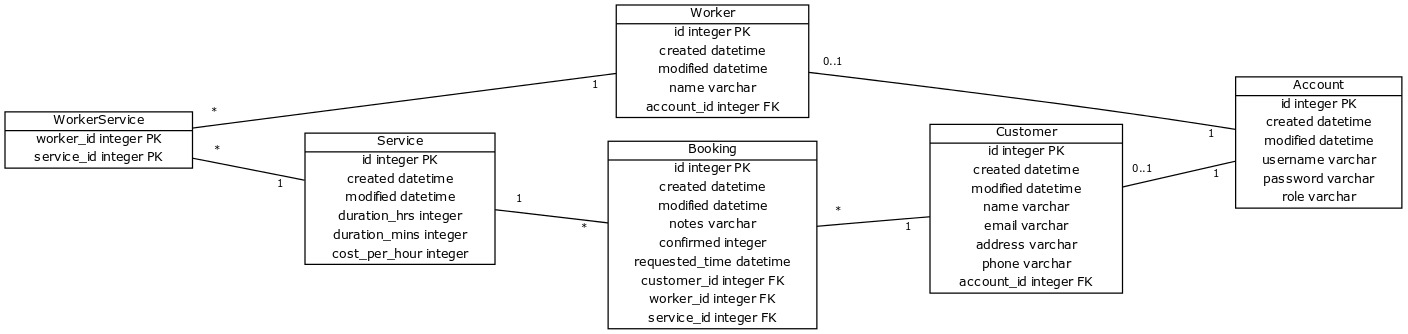 Worker
id integer PK
created datetime
modified datetime
name varchar
account_id integer FK
0..1
1
*
1
WorkerService
worker_id integer PK
service_id integer PK
*
1
Service
id integer PK
created datetime
modified datetime
duration_hrs integer
duration_mins integer
cost_per_hour integer
1
*
Booking
id integer PK
created datetime
modified datetime
notes varchar
confirmed integer
requested_time datetime
customer_id integer FK
worker_id integer FK
service_id integer FK
*
1
Customer
id integer PK
created datetime
modified datetime
name varchar
email varchar
address varchar
phone varchar
account_id integer FK
0..1
1
Account
id integer PK
created datetime
modified datetime
username varchar
password varchar
role varchar